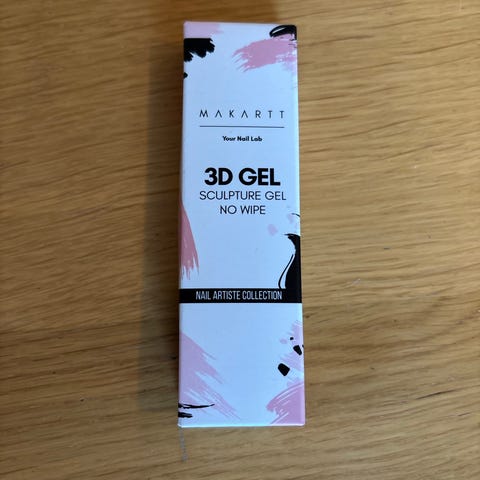 MAKARTT
Your Nail Lab
3D GEL
SCULPTURE GEL
NO WIPE
NAIL ARTISTE COLLECTION